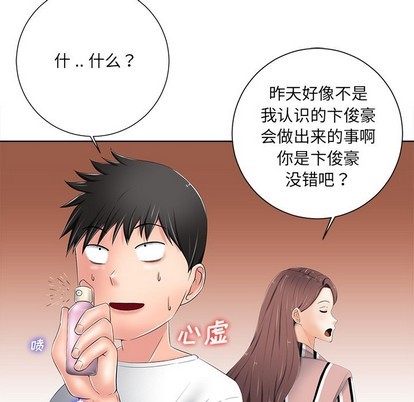 什 .. 什么？
昨天好像不是
我认识的卞俊豪
会做出来的事啊
你是卞俊豪
没错吧？
喷
心虚